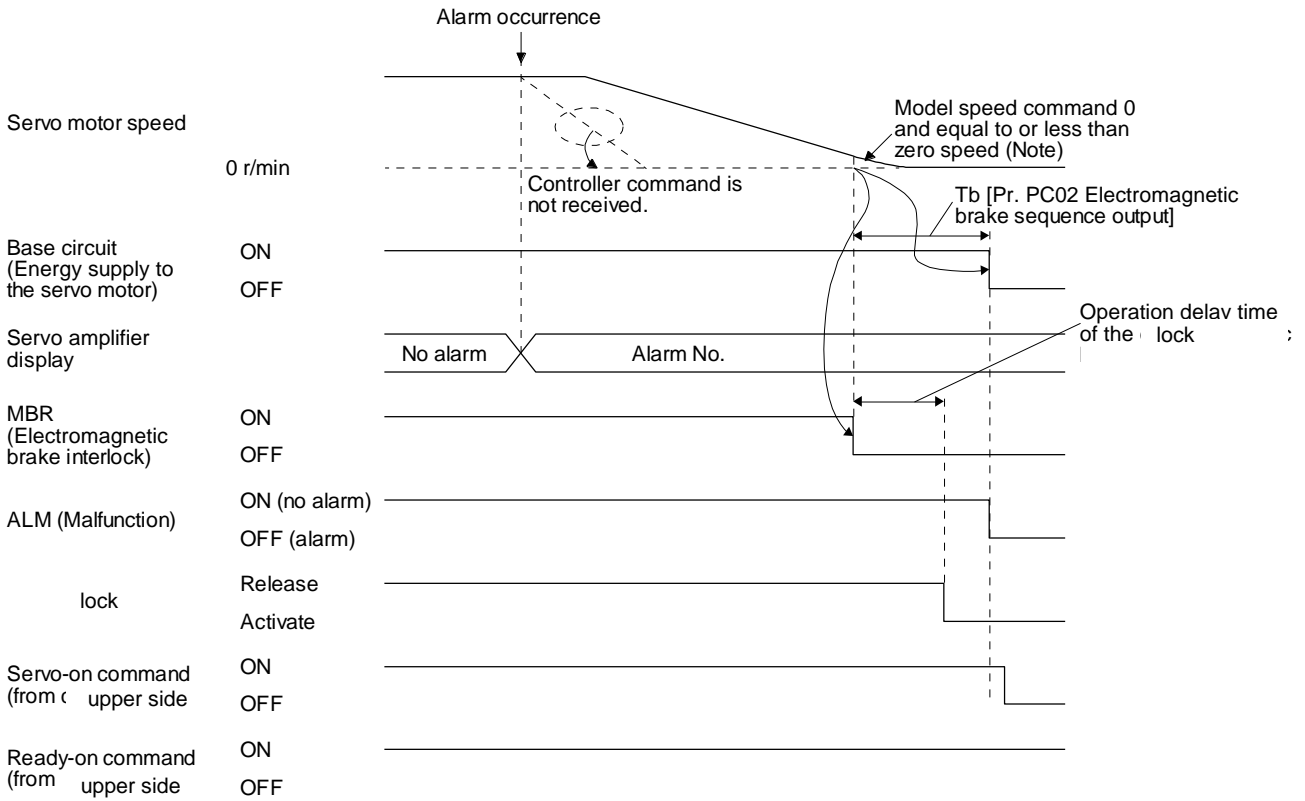 Alarm occurrence
Servo motor speed
0 r/min
Model speed command 0
and equal to or less than
zero speed (Note)
Controller command is
not received.
Tb [Pr. PC02 Electromagnetic
brake sequence output]
Base circuit
(Energy supply to
the servo motor)
ON
OFF
Operation delay time
of the lock
Servo amplifier
display
No alarm
Alarm No.
MBR
(Electromagnetic
brake interlock)
ON
OFF
ALM (Malfunction)
ON (no alarm)
OFF (alarm)
lock
Release
Activate
Servo-on command
(from upper side
ON
OFF
Ready-on command
(from upper side
ON
OFF